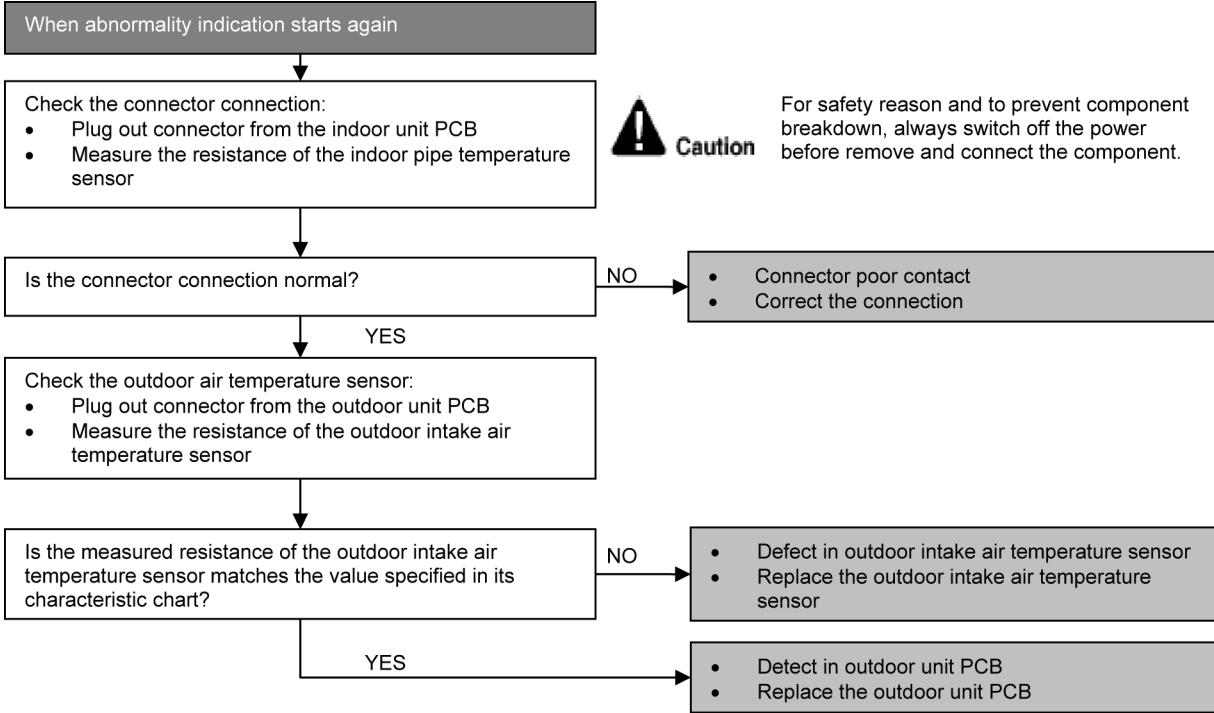 When abnormality indication starts again
Check the connector connection:
• Plug out connector from the indoor unit PCB
• Measure the resistance of the indoor pipe temperature
sensor
Caution
For safety reason and to prevent component
breakdown, always switch off the power
before remove and connect the component.
Is the connector connection normal?
NO
• Connector poor contact
• Correct the connection
YES
Check the outdoor air temperature sensor:
• Plug out connector from the outdoor unit PCB
• Measure the resistance of the outdoor intake air
temperature sensor
Is the measured resistance of the outdoor intake air
temperature sensor matches the value specified in its
characteristic chart?
NO
• Defect in outdoor intake air temperature sensor
• Replace the outdoor intake air temperature
sensor
YES
• Detect in outdoor unit PCB
• Replace the outdoor unit PCB